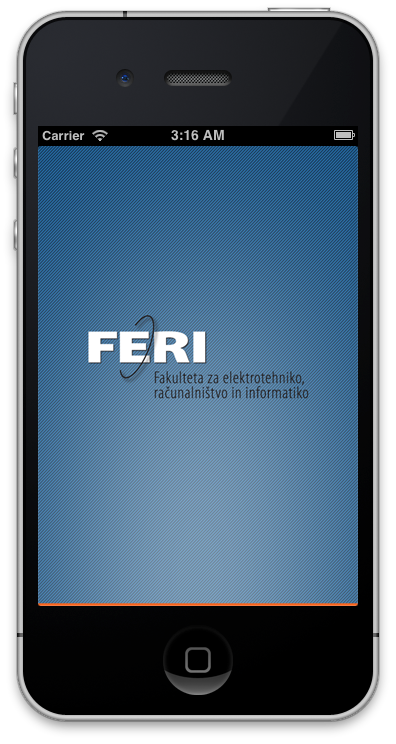 Carrier 3:16 AM
FERI
Fakulteta za elektrotehniko,
računalništvo in informatiko